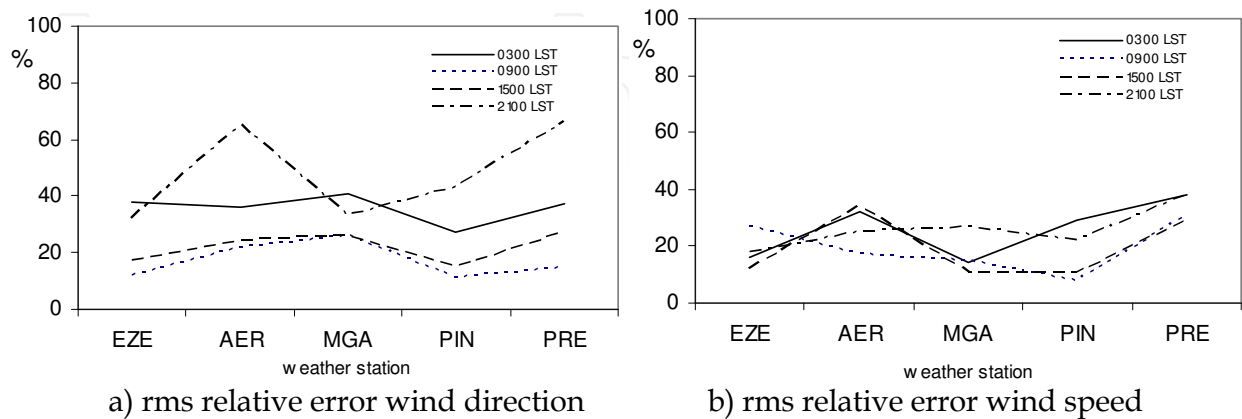 100
80
60
40
20
0
%
0300 LST
0900 LST
1500 LST
2100 LST
EZE AER MGA PIN PRE
weather station
a) rms relative error wind direction
100
80
60
40
20
0
%
0300 LST
0900 LST
1500 LST
2100 LST
EZE AER MGA PIN PRE
weather station
b) rms relative error wind speed